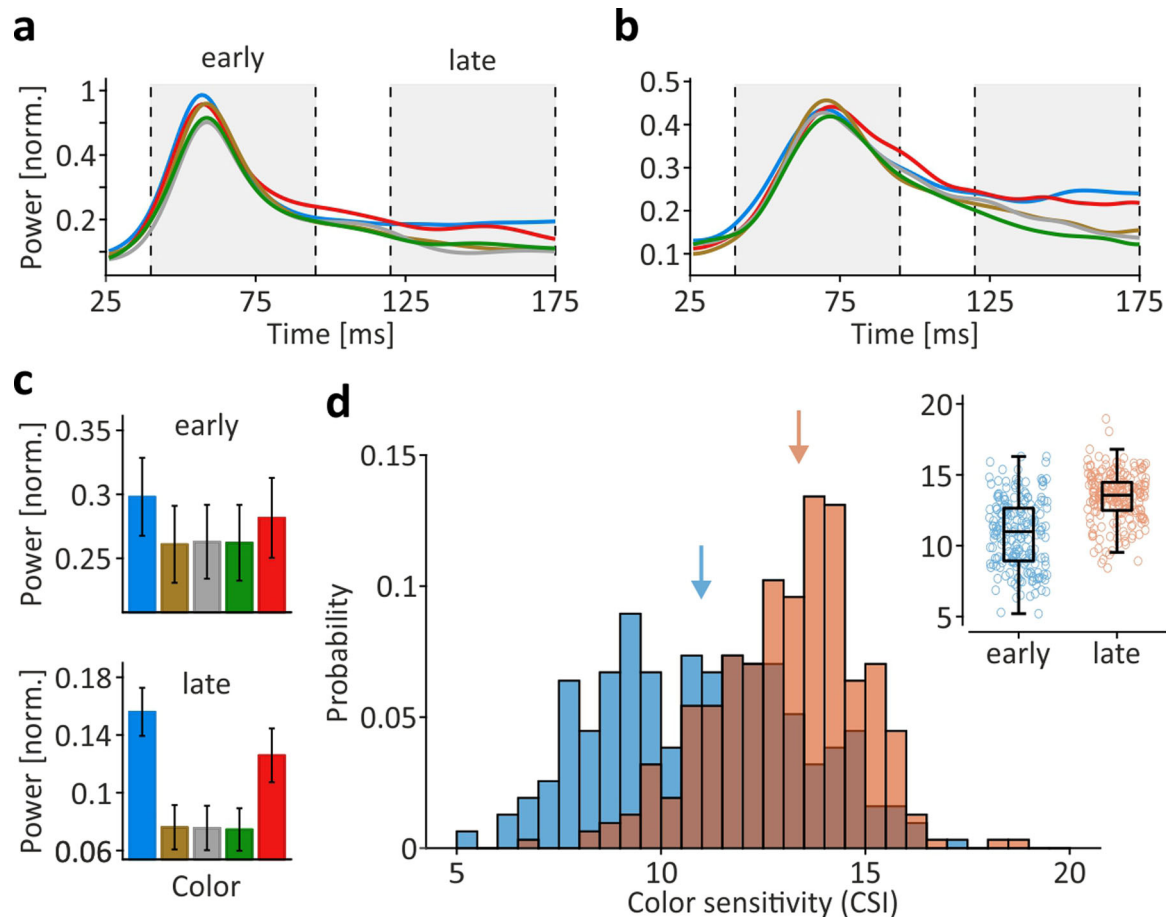 a
early
late
Power [norm.]
1
0.4
0.2
25
75
125
175
Time [ms]
b
0.5
0.4
0.3
0.2
0.1
25
75
125
175
Time [ms]
c
early
Power [norm.]
0.35
0.3
0.25
late
Power [norm.]
0.18
0.14
0.1
0.06
Color
d
Probability
0.15
0.1
0.05
0
5
10
15
20
Color sensitivity (CSI)
20
15
10
5
early
late